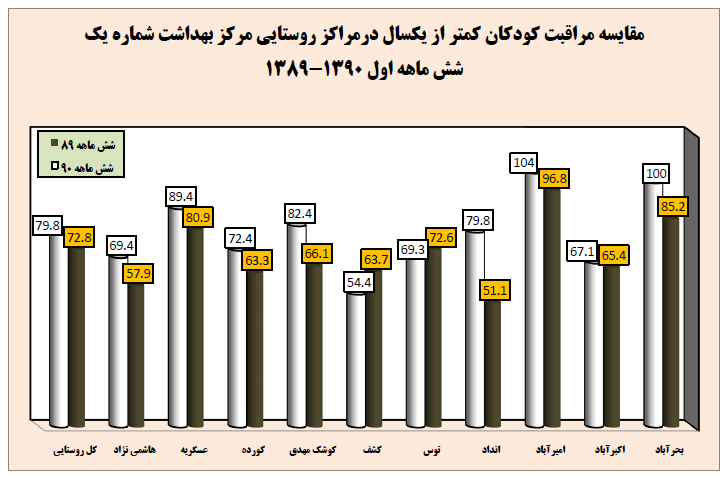 مقایسه مراقبت کودکان کمتر از یکسال درمراکز روستایی مرکز بهداشت شماره یک
شش ماهه اول ۱۳۹۰-۱۳۸۹
شش ماهه ۸۹
شش ماهه ۹۰
79.8
72.8
69.4
57.9
89.4
80.9
72.4
63.3
82.4
66.1
54.4
63.7
69.3
72.6
79.8
51.1
104
96.8
67.1
65.4
100
85.2
کل روستایی
هاشمی نژاد
عسکریه
کورده
کوشک مهدی
کشف
توس
انداد
امیرآباد
اکبرآباد
بحرآباد